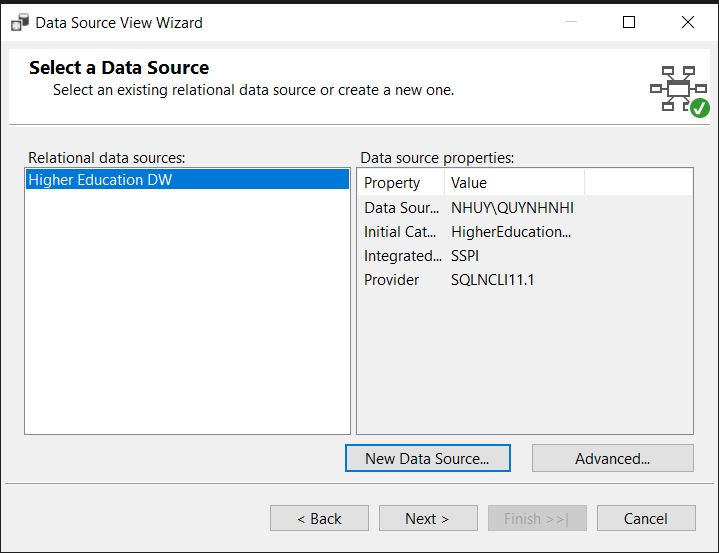 Data Source View Wizard
Select a Data Source
Select an existing relational data source or create a new one.
Relational data sources:
Higher Education DW
Data source properties:
Property Value
Data Sour... NHUY\QUYNHNHI
Initial Cat... HigherEducation...
Integrated... SSPI
Provider SQLNCLI11.1
New Data Source...
Advanced...
< Back
Next >
Finish >>|
Cancel